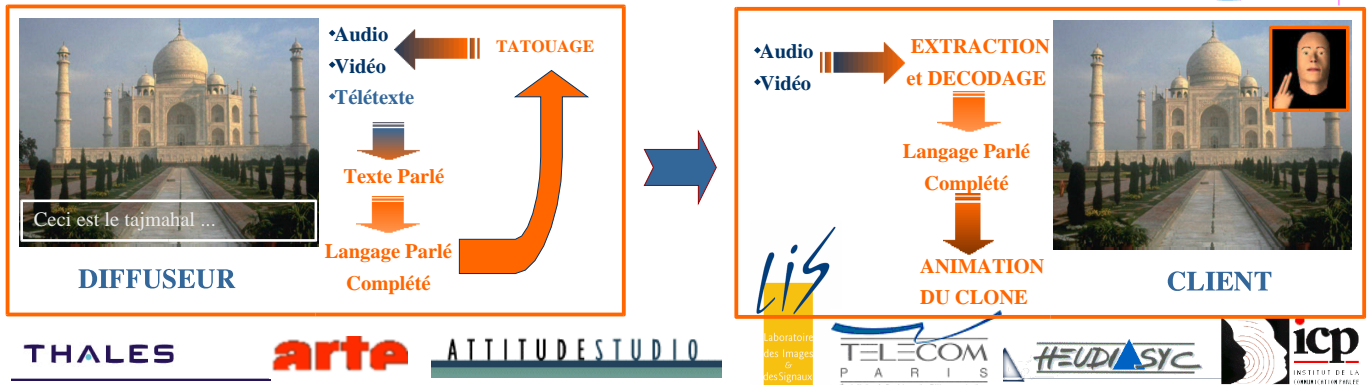 Audio
Vidéo
Télétexte
TATOUAGE
Texte Parlé
Langage Parlé
Complété
Ceci est le tajmahal ...
DIFFUSEUR
Audio
Vidéo
EXTRACTION
et DECODAGE
Langage Parlé
Complété
ANIMATION
DU CLONE
CLIENT
THALES
arte
ATTITUDESTUDIO
LiS
Laboratoire
des Images
&
des Signaux
TELECOM
PARIS
HEUDIASYC
icp
INSTITUT DE LA
COMMUNICATION PARLÉE